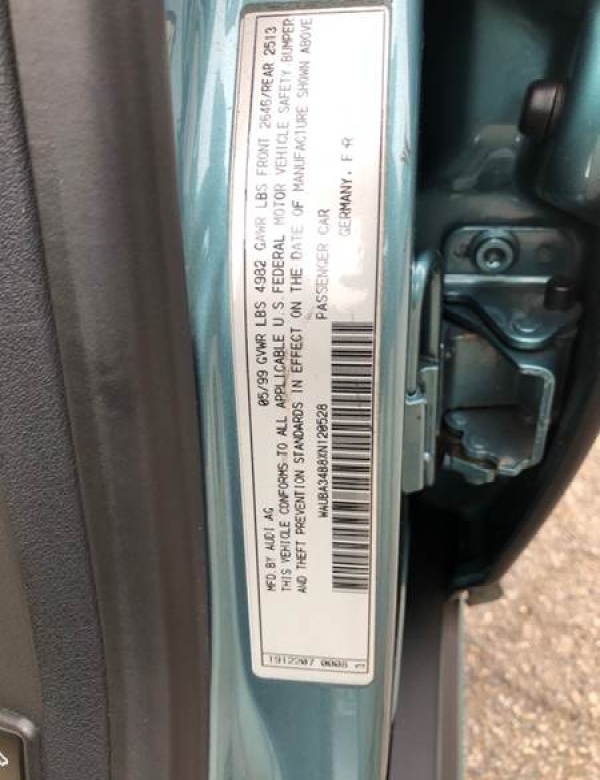 MFD.BY AUDI AG 05/99 GVWR LBS 4982 GAWR LBS FRONT 2646/REAR 2513
THIS VEHICLE CONFORMS TO ALL APPLICABLE U.S.FEDERAL MOTOR VEHICLE SAFETY BUMPER
AND THEFT PREVENTION STANDARDS IN EFFECT ON THE DATE OF MANUFACTURE SHOWN ABOVE
WAUBA34B8XN120528 PASSENGER CAR
GERMANY.